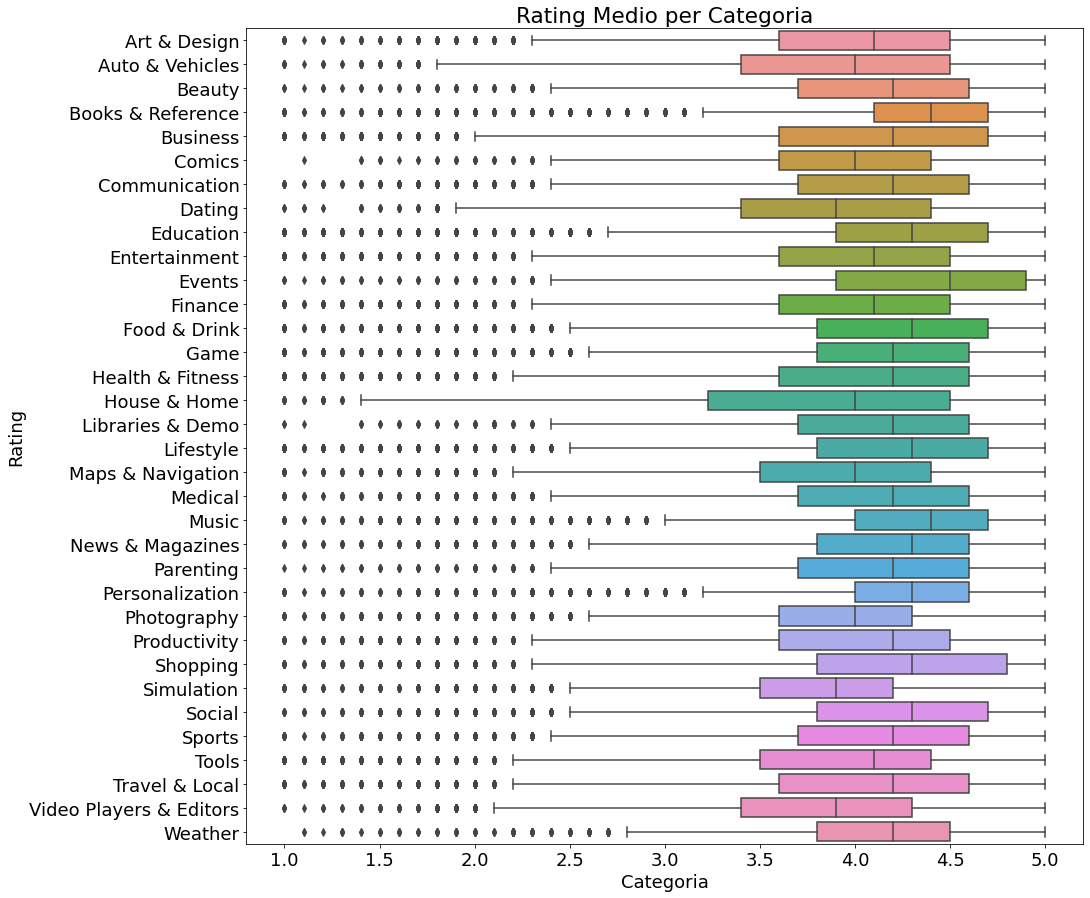 Rating Medio per Categoria
Art & Design
Auto & Vehicles
Beauty
Books & Reference
Business
Comics
Communication
Dating
Education
Entertainment
Events
Finance
Food & Drink
Game
Health & Fitness
House & Home
Libraries & Demo
Lifestyle
Maps & Navigation
Medical
Music
News & Magazines
Parenting
Personalization
Photography
Productivity
Shopping
Simulation
Social
Sports
Tools
Travel & Local
Video Players & Editors
Weather
Rating
1.0 1.5 2.0 2.5 3.0 3.5 4.0 4.5 5.0
Categoria